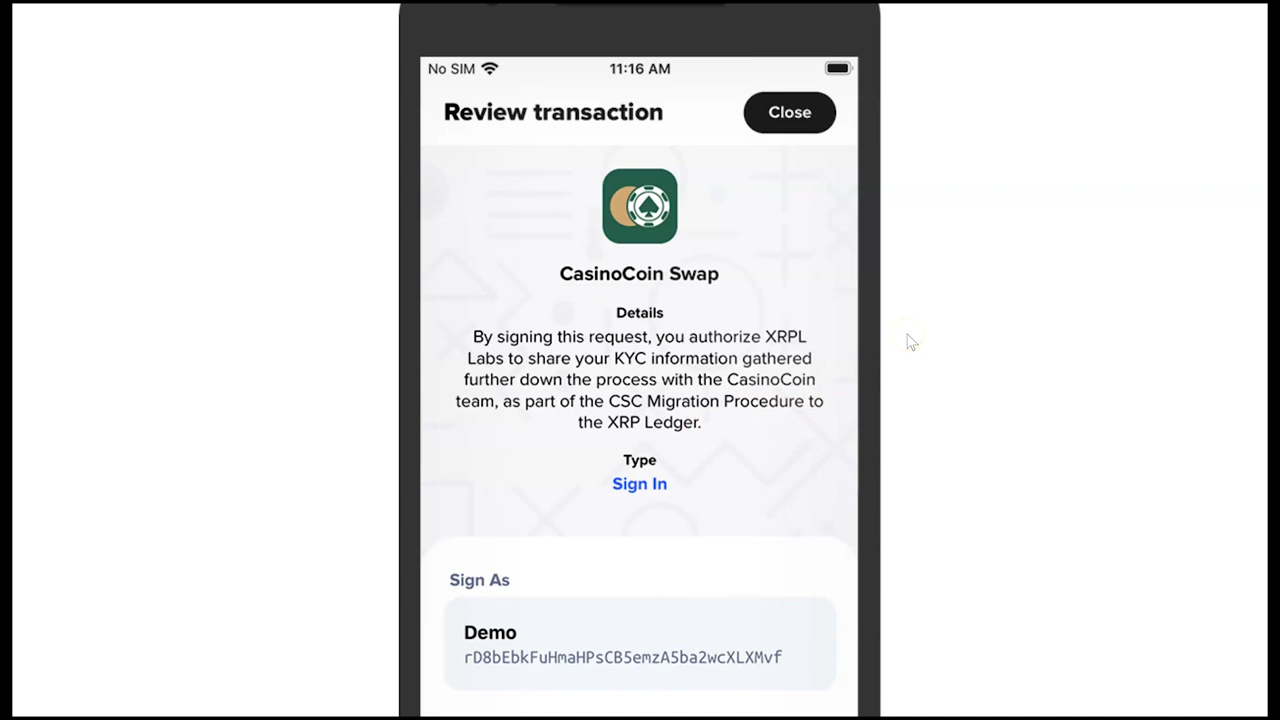 No SIM
11:16 AM
Review transaction
Close
CasinoCoin Swap
Details
By signing this request, you authorize XRPL
Labs to share your KYC information gathered
further down the process with the CasinoCoin
team, as part of the CSC Migration Procedure to
the XRP Ledger.
Type
Sign In
Sign As
Demo
rD8bEbkFuHmaHPsCB5emzA5ba2wcXLXMvf